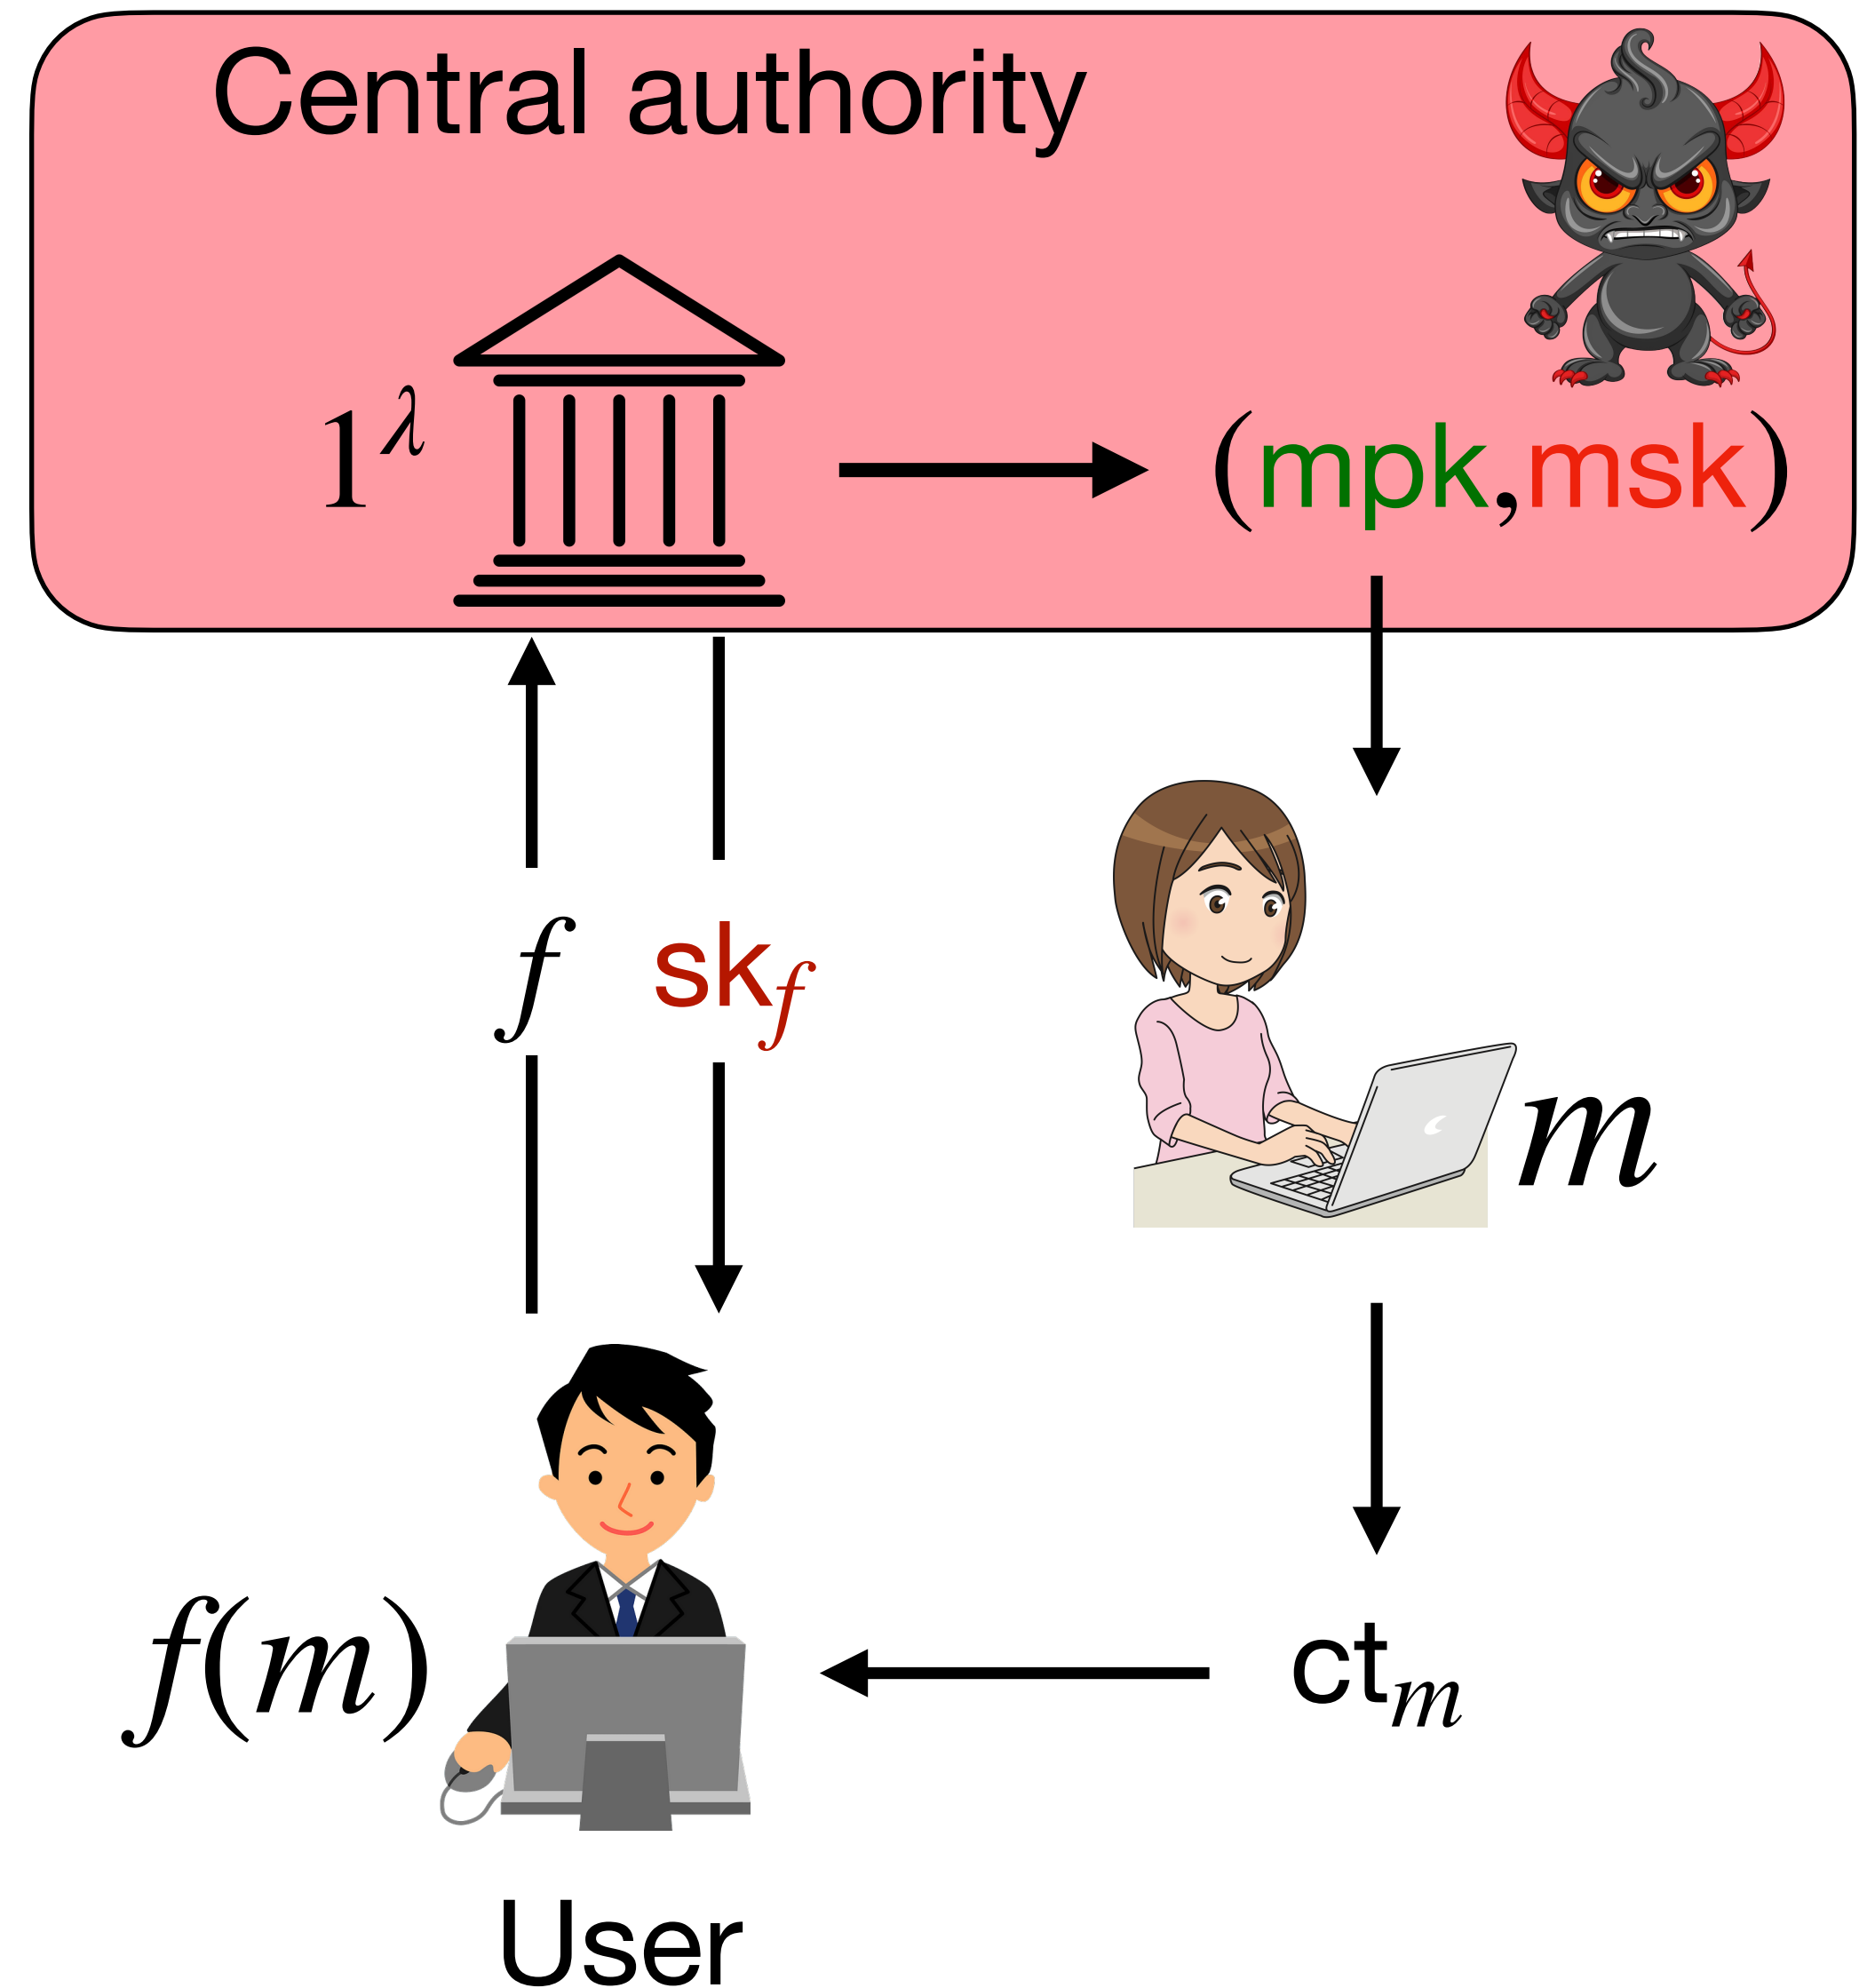 Central authority
1^λ
(mpk,msk)
f
sk_f
m
f(m)
ct_m
User